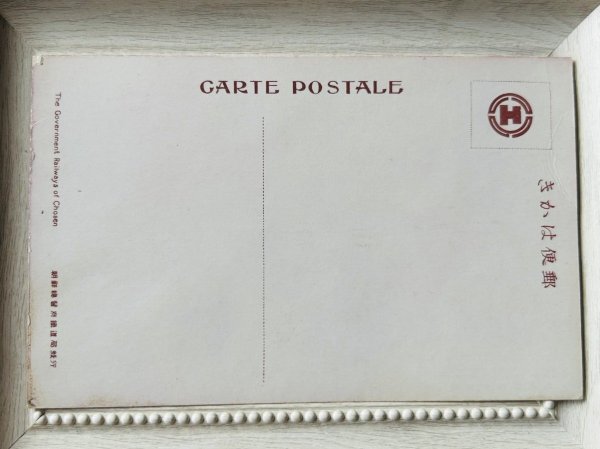 CARTE POSTALE
郵便はかき
The Government Railways of Chosen
朝鮮總督府鐵道局發行